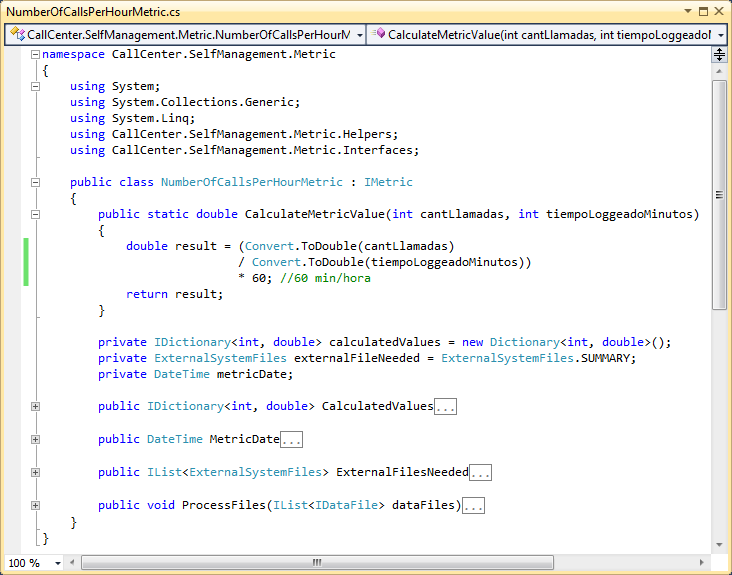 NumberOfCallsPerHourMetric.cs
CallCenter.SelfManagement.Metric.NumberOfCallsPerHourM CalculateMetricValue(int cantLlamadas, int tiempoLoggeadoM
namespace CallCenter.SelfManagement.Metric
{
    using System;
    using System.Collections.Generic;
    using System.Linq;
    using CallCenter.SelfManagement.Metric.Helpers;
    using CallCenter.SelfManagement.Metric.Interfaces;

    public class NumberOfCallsPerHourMetric : IMetric
    {
        public static double CalculateMetricValue(int cantLlamadas, int tiempoLoggeadoMinutos)
        {
            double result = (Convert.ToDouble(cantLlamadas)
                            / Convert.ToDouble(tiempoLoggeadoMinutos))
                            * 60; //60 min/hora
            return result;
        }

        private IDictionary<int, double> calculatedValues = new Dictionary<int, double>();
        private ExternalSystemFiles externalFileNeeded = ExternalSystemFiles.SUMMARY;
        private DateTime metricDate;

        public IDictionary<int, double> CalculatedValues...

        public DateTime MetricDate...

        public IList<ExternalSystemFiles> ExternalFilesNeeded...

        public void ProcessFiles(IList<IDataFile> dataFiles)...
    }
}
100 %